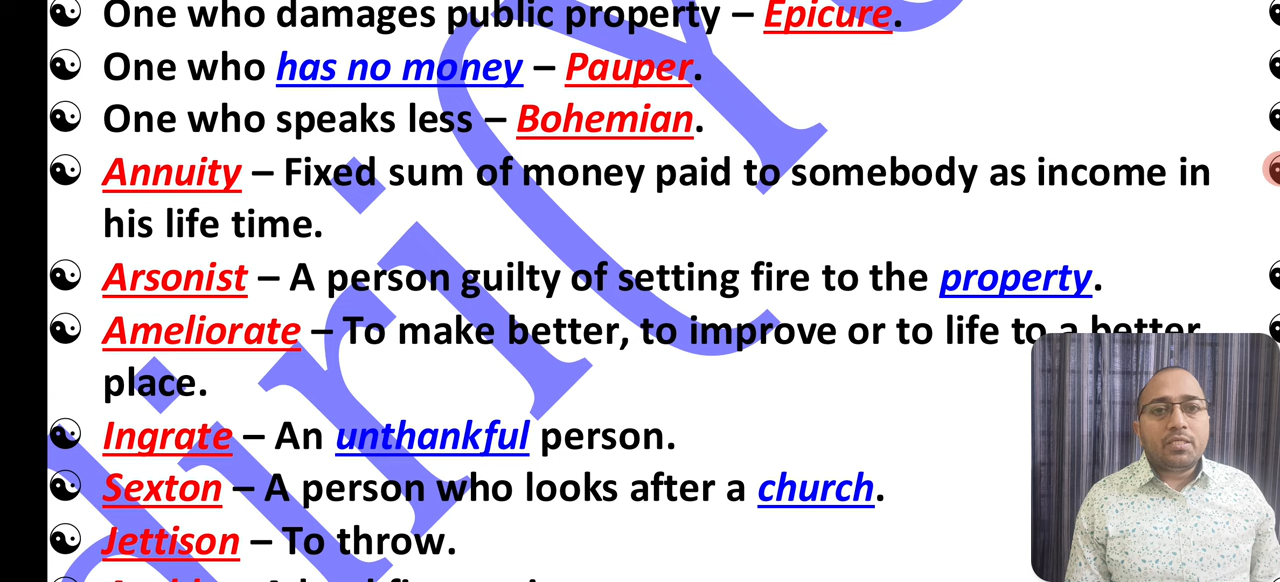 One who damages public property – Epicure.
One who has no money – Pauper.
One who speaks less – Bohemian.
Annuity – Fixed sum of money paid to somebody as income in
his life time.
Arsonist – A person guilty of setting fire to the property.
Ameliorate – To make better, to improve or to life to a better
place.
Ingrate – An unthankful person.
Sexton – A person who looks after a church.
Jettison – To throw.